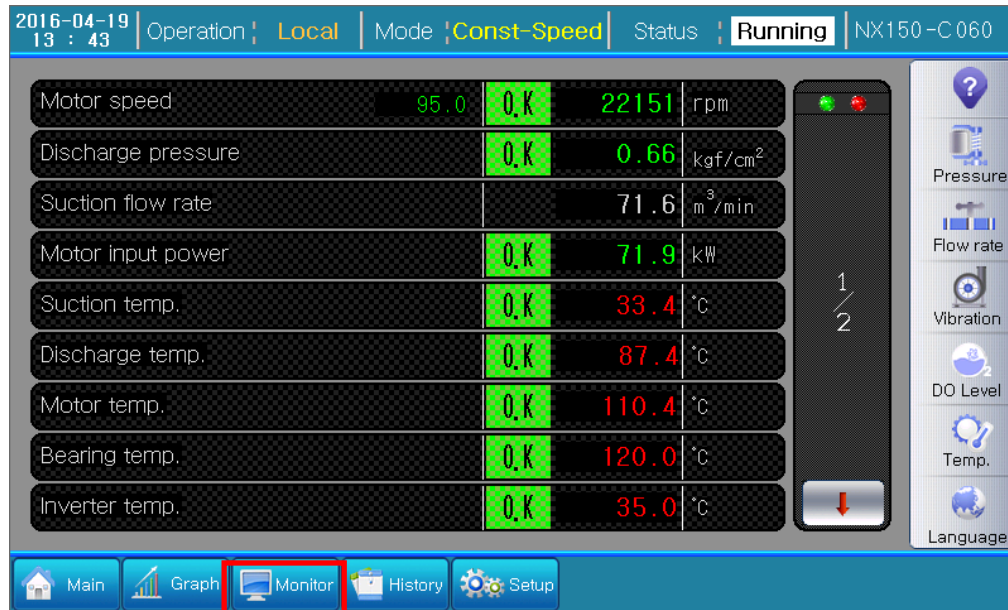 2016-04-19
13 : 43
Operation : Local
Mode : Const-Speed
Status : Running
NX150-C060
Motor speed 95.0 O.K 22151 rpm
Discharge pressure O.K 0.66 kgf/cm²
Suction flow rate 71.6 m³/min
Motor input power O.K 71.9 kW
Suction temp. O.K 33.4 °C
Discharge temp. O.K 87.4 °C
Motor temp. O.K 110.4 °C
Bearing temp. O.K 120.0 °C
Inverter temp. O.K 35.0 °C
1/2
?
Pressure
Flow rate
Vibration
2
DO Level
Temp.
Language
Main
Graph
Monitor
History
Setup